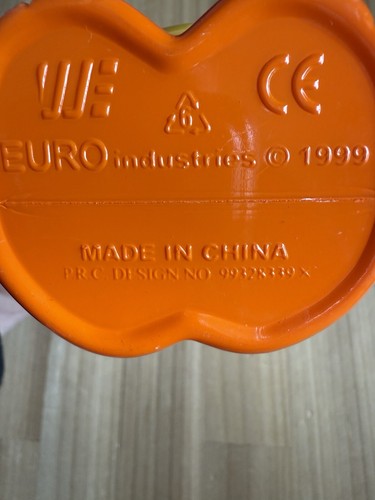 WE CE
6
EURO industries © 1999
MADE IN CHINA
P.R.C. DESIGN NO 99328339 X